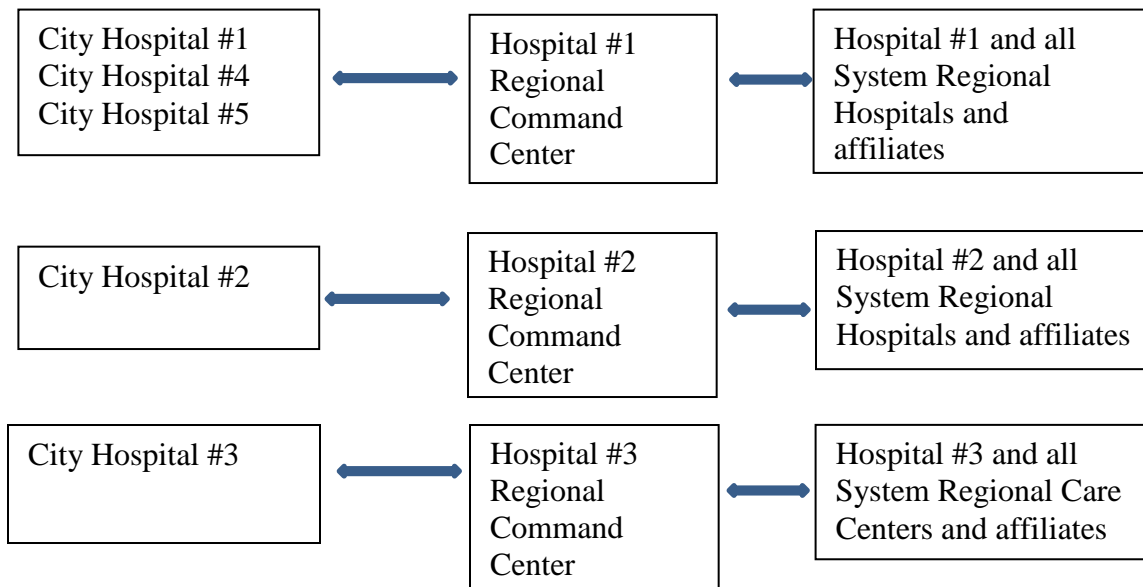 City Hospital #1
City Hospital #4
City Hospital #5
Hospital #1
Regional
Command
Center
Hospital #1 and all
System Regional
Hospitals and
affiliates
City Hospital #2
Hospital #2
Regional
Command
Center
Hospital #2 and all
System Regional
Hospitals and affiliates
City Hospital #3
Hospital #3
Regional
Command
Center
Hospital #3 and all
System Regional Care
Centers and affiliates